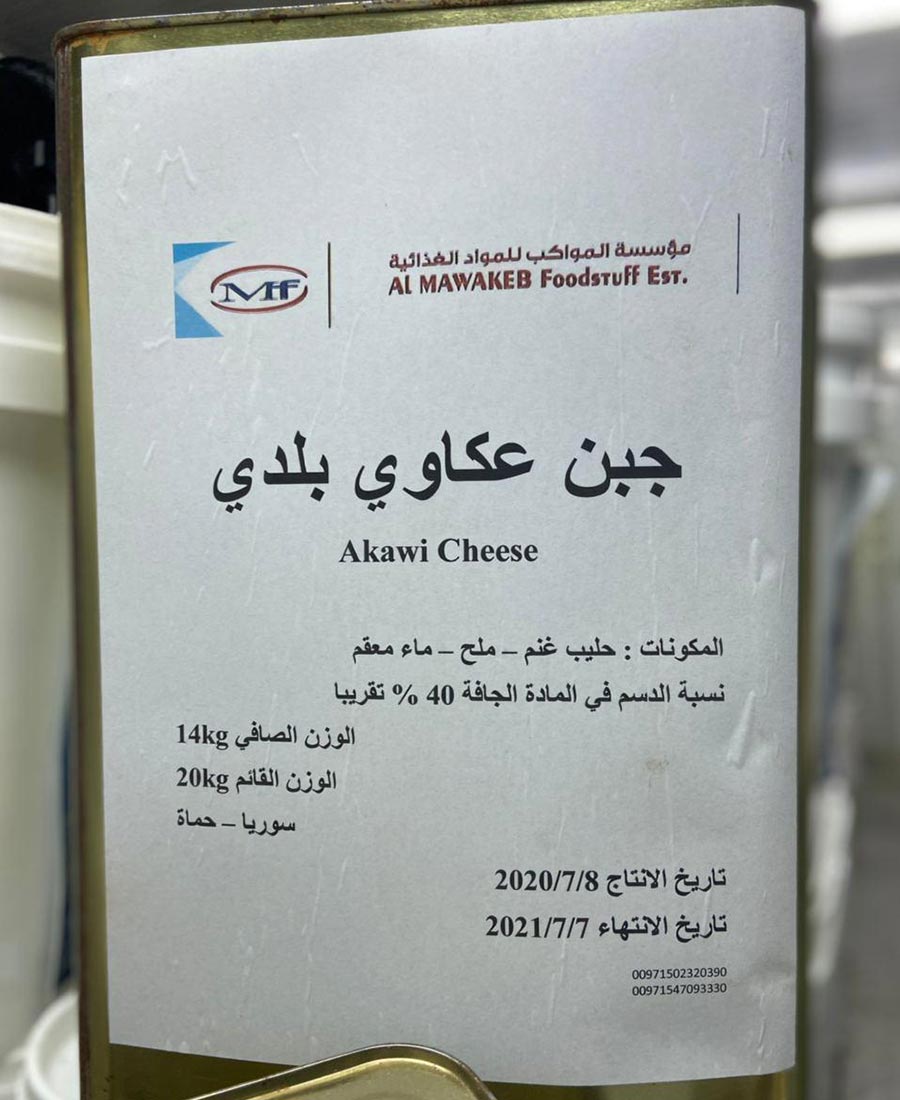 Mff
مؤسسة المواكب للمواد الغذائية
Al MAWAKEB Foodstuff Est.
جبن عكاوي بلدي
Akawi Cheese
المكونات : حليب غنم – ملح – ماء معقم
نسبة الدسم في المادة الجافة 40 % تقريبا
الوزن الصافي 14kg
الوزن القائم 20kg
سوريا – حماة
تاريخ الانتاج 2020/7/8
تاريخ الانتهاء 2021/7/7
00971502320390
00971547093330